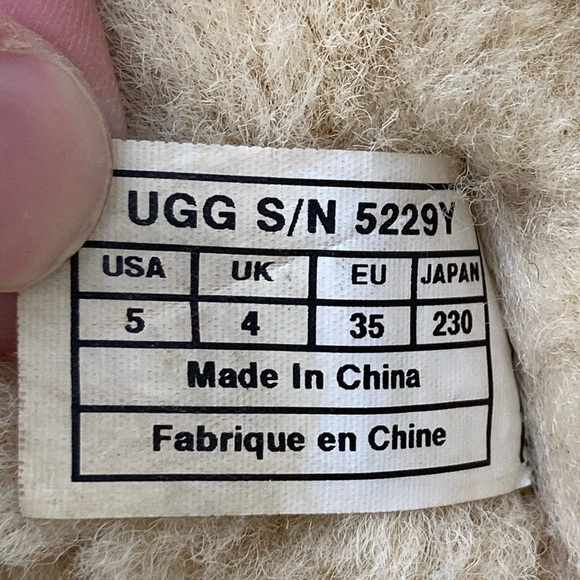 UGG S/N 5229Y
USA UK EU JAPAN
5 4 35 230
Made In China
Fabrique en Chine